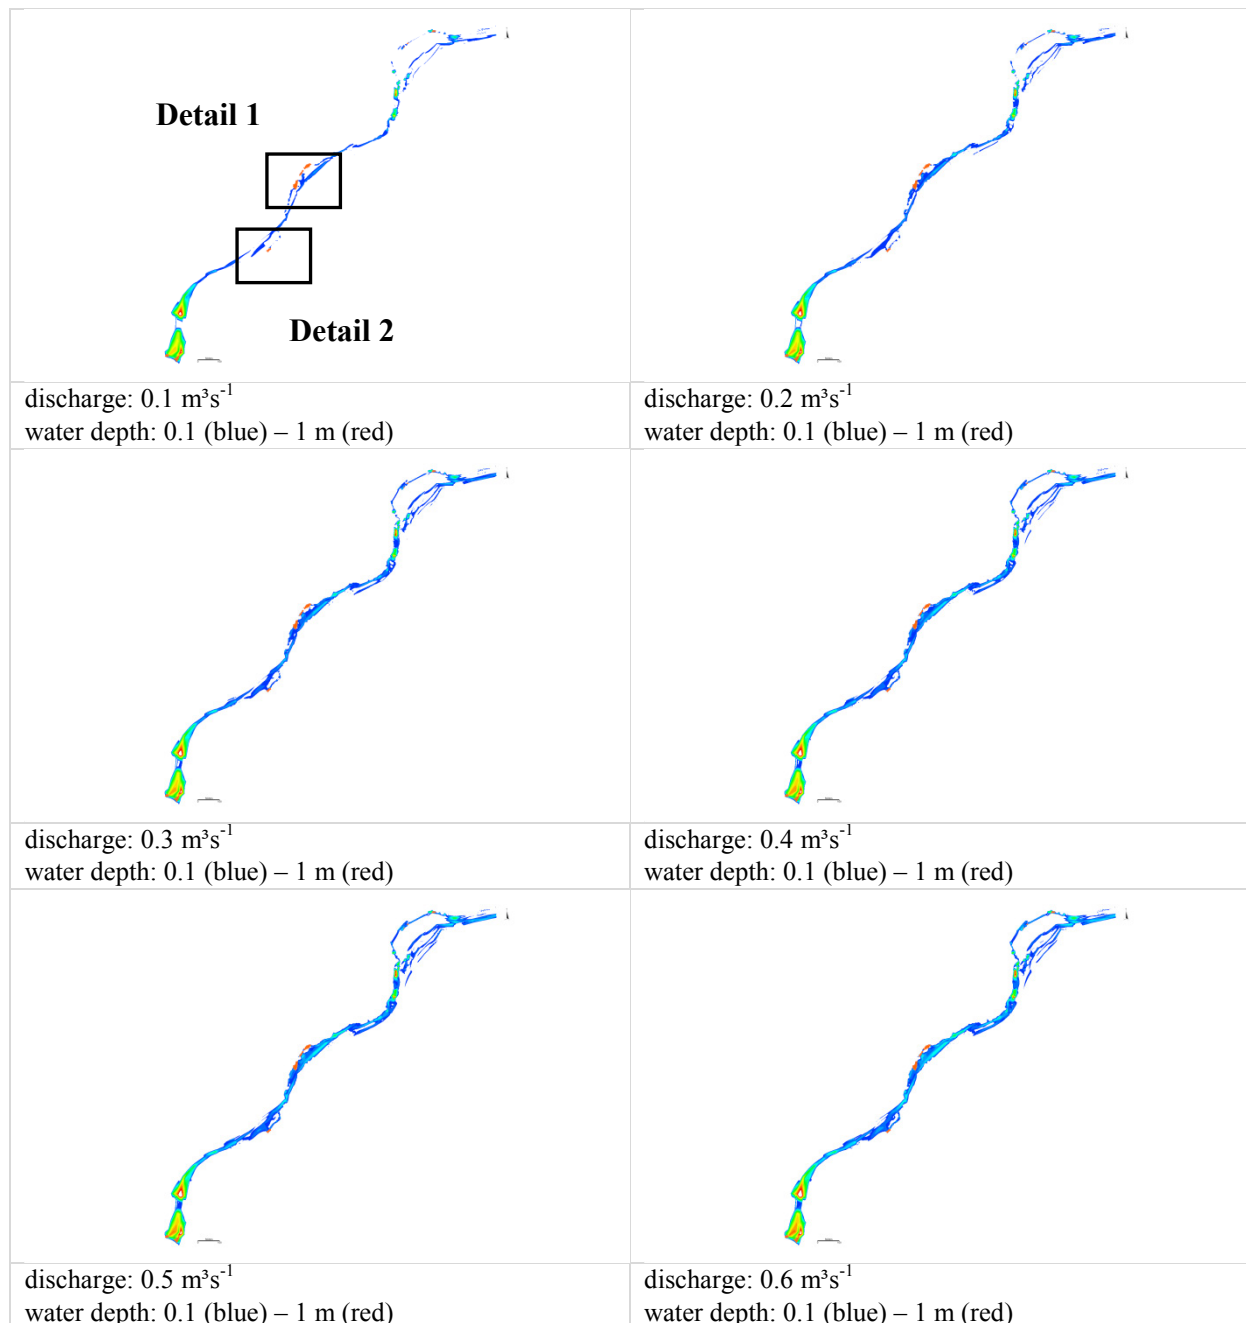 Detail 1
Detail 2
discharge: 0.1 m³s⁻¹
water depth: 0.1 (blue) – 1 m (red)
discharge: 0.2 m³s⁻¹
water depth: 0.1 (blue) – 1 m (red)
discharge: 0.3 m³s⁻¹
water depth: 0.1 (blue) – 1 m (red)
discharge: 0.4 m³s⁻¹
water depth: 0.1 (blue) – 1 m (red)
discharge: 0.5 m³s⁻¹
water depth: 0.1 (blue) – 1 m (red)
discharge: 0.6 m³s⁻¹
water depth: 0.1 (blue) – 1 m (red)